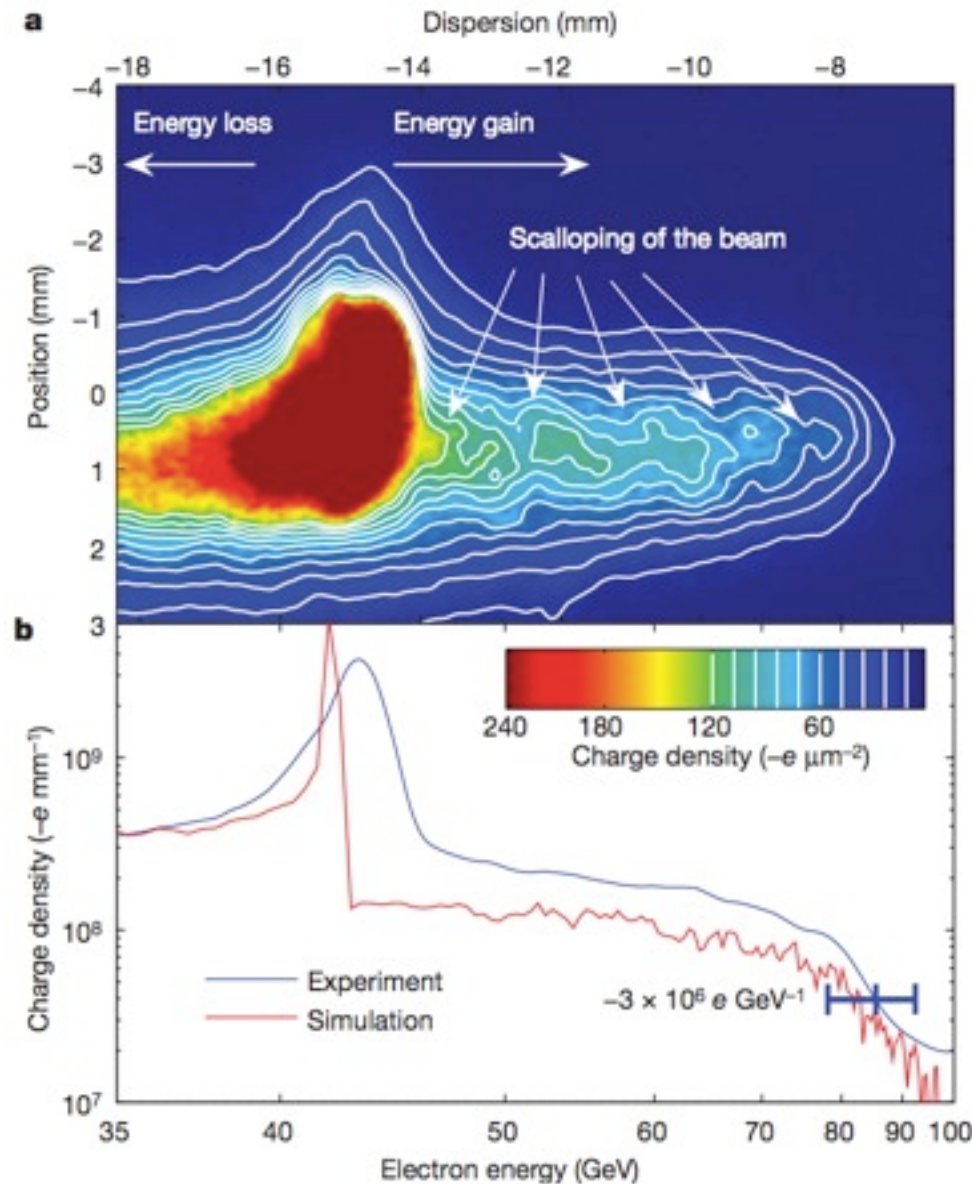 a
Dispersion (mm)
−18 −16 −14 −12 −10 −8
−4
Energy loss
Energy gain
−3
−2
Scalloping of the beam
Position (mm)
−1
0
1
2
b
3
240 180 120 60
Charge density (−e μm⁻²)
10⁹
Charge density (−e mm⁻¹)
10⁸
Experiment
−3 × 10⁶ e GeV⁻¹
Simulation
10⁷
35 40 50 60 70 80 90 100
Electron energy (GeV)